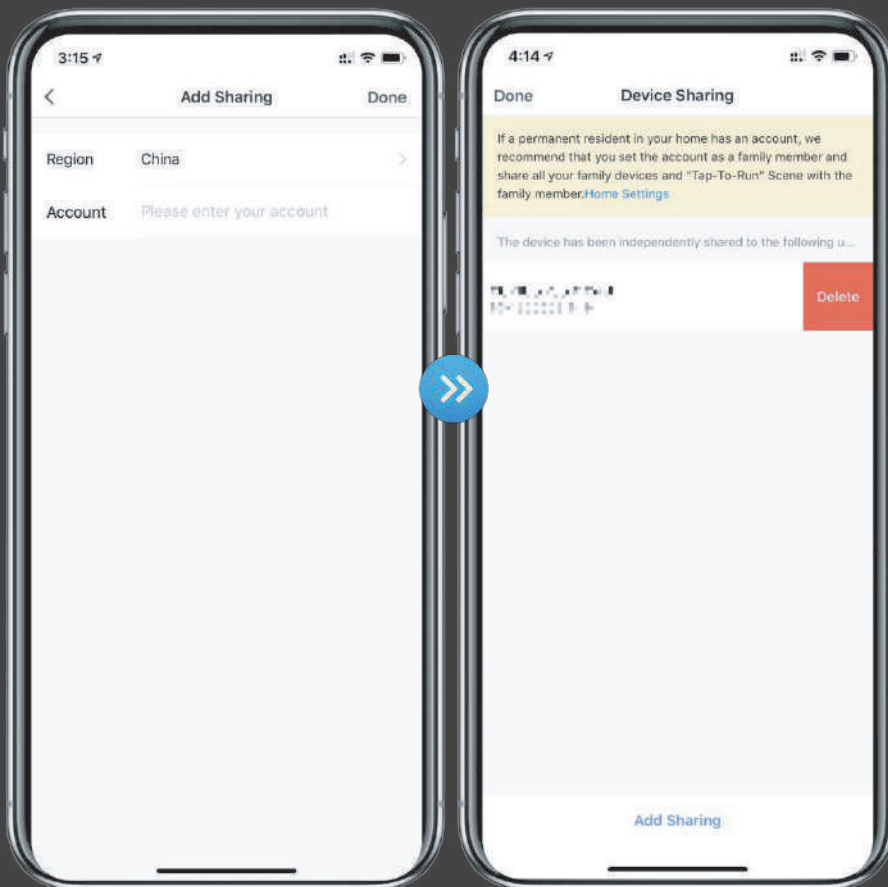 3:15
Add Sharing
Done
Region
China
Account
Please enter your account
4:14
Done
Device Sharing
If a permanent resident in your home has an account, we
recommend that you set the account as a family member and
share all your family devices and "Tap-To-Run" Scene with the
family member.Home Settings
The device has been independently shared to the following u...
Delete
Add Sharing